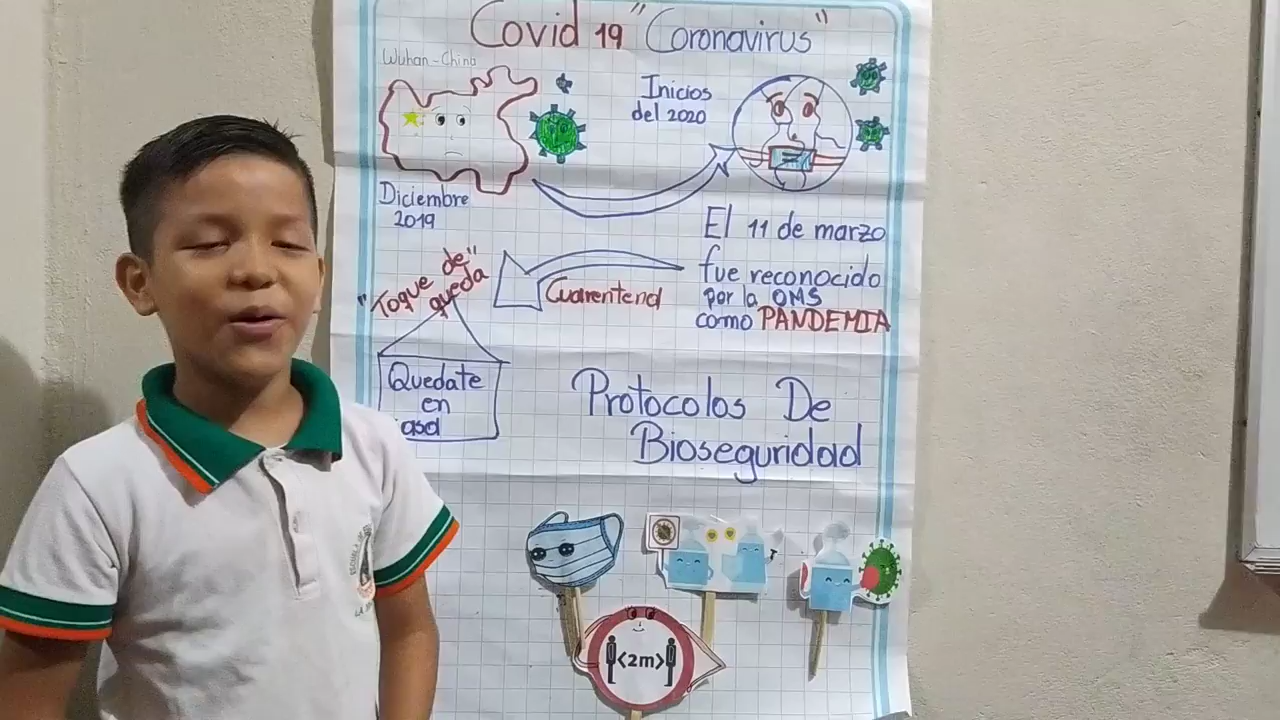 Covid 19 "Coronavirus"
Wuhan-China
Diciembre
2019
Inicios
del 2020
El 11 de marzo
fue reconocido
por la OMS
como PANDEMIA
Cuarentena
"Toque de
queda"
Quedate
en
asa
Protocolos De
Bioseguridad
<2m>